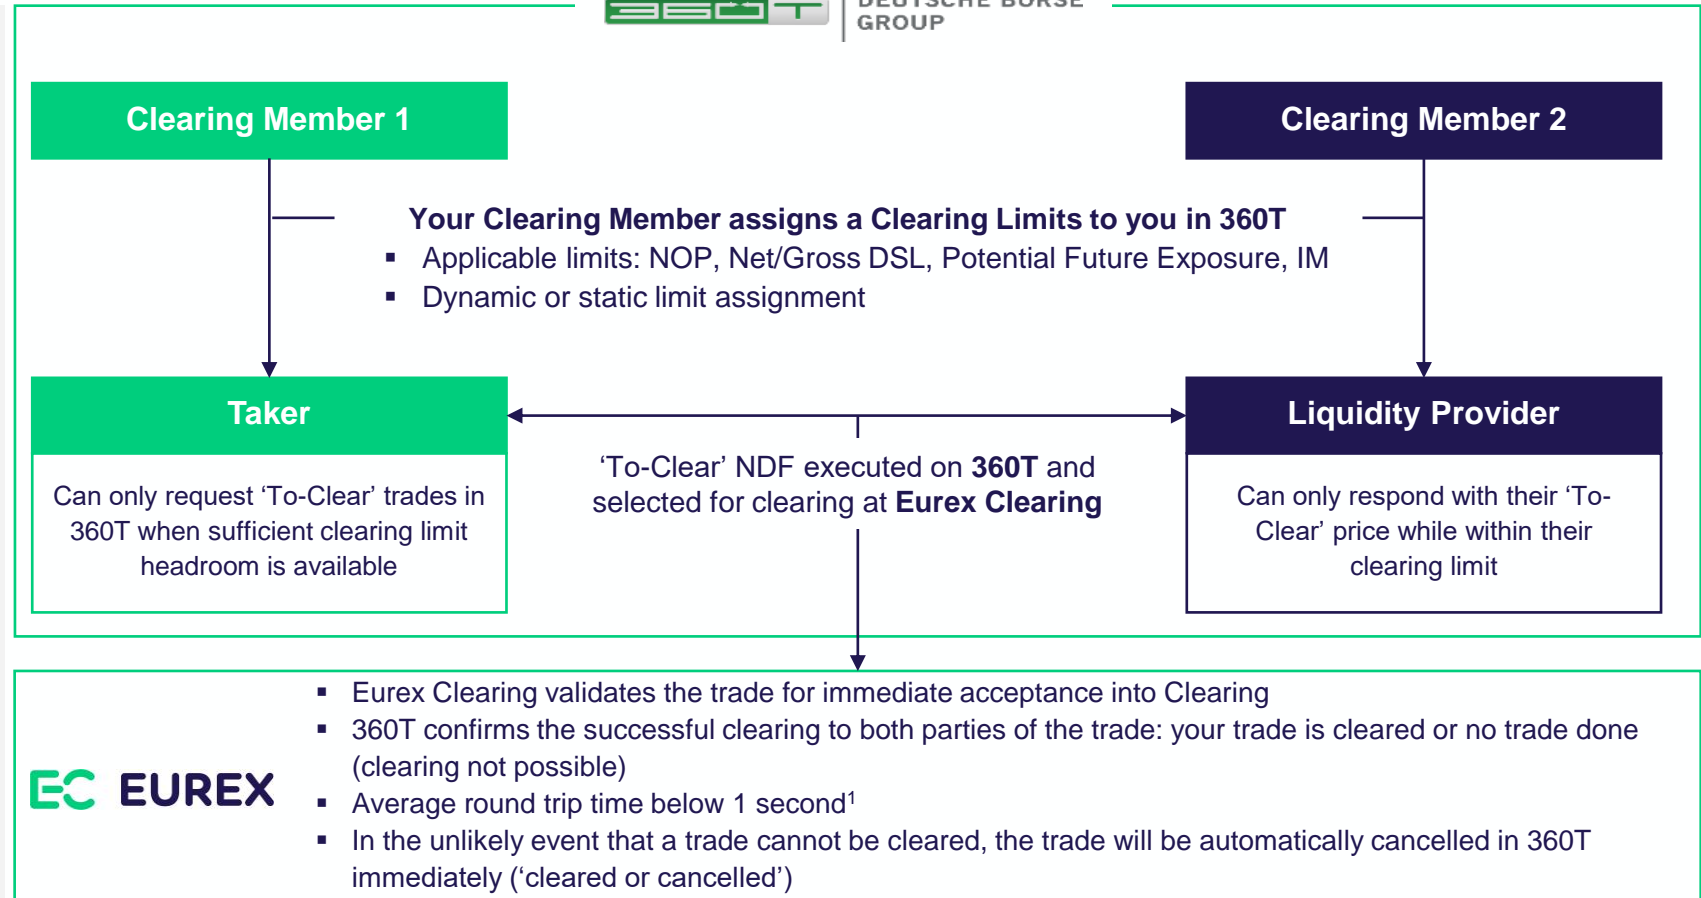 360T
DEUTSCHE BÖRSE
GROUP
Clearing Member 1
Clearing Member 2
Your Clearing Member assigns a Clearing Limits to you in 360T
▪ Applicable limits: NOP, Net/Gross DSL, Potential Future Exposure, IM
▪ Dynamic or static limit assignment
Taker
Liquidity Provider
Can only request ‘To-Clear’ trades in
360T when sufficient clearing limit
headroom is available
‘To-Clear’ NDF executed on 360T and
selected for clearing at Eurex Clearing
Can only respond with their ‘To-
Clear’ price while within their
clearing limit
EC EUREX
▪ Eurex Clearing validates the trade for immediate acceptance into Clearing
▪ 360T confirms the successful clearing to both parties of the trade: your trade is cleared or no trade done
(clearing not possible)
▪ Average round trip time below 1 second¹
▪ In the unlikely event that a trade cannot be cleared, the trade will be automatically cancelled in 360T
immediately (‘cleared or cancelled’)